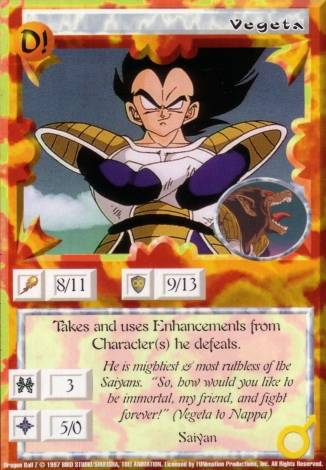 Vegeta
D!
8/11
9/13
Takes and uses Enhancements from
Character(s) he defeats.
He is mightiest & most ruthless of the
Saiyans. "So, how would you like to
be immortal, my friend, and fight
forever!" (Vegeta to Nappa)
Saiyan
3
5/0
Dragon Ball Z © 1997 BIRD STUDIO/SHUEISHA, TOEI ANIMATION. Licensed by FUNimation Productions, Inc. All Rights Reserved.